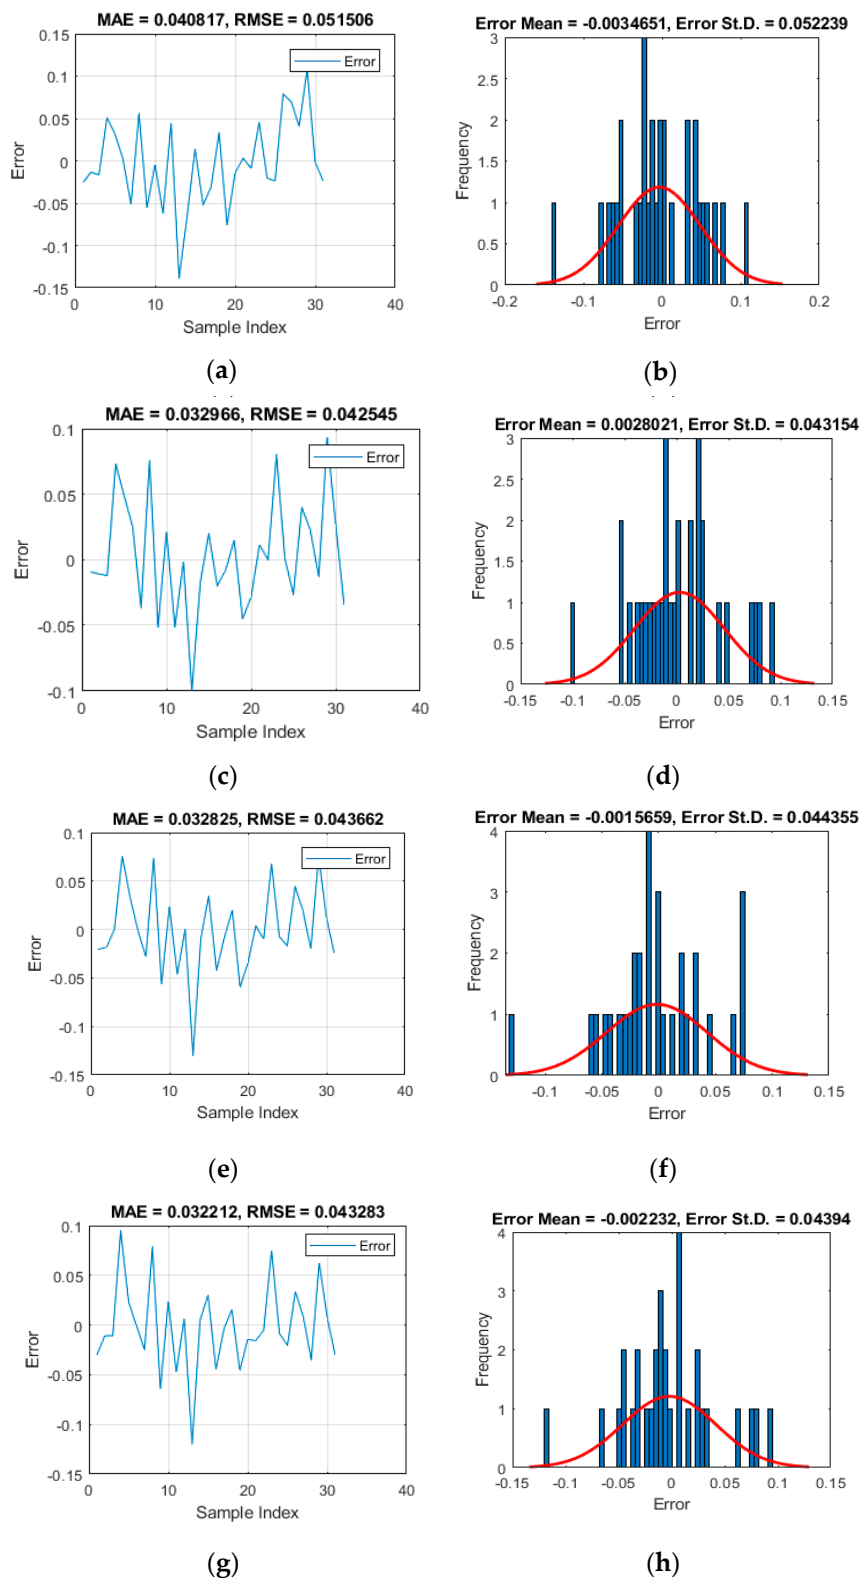 MAE = 0.040817, RMSE = 0.051506
Error
0.15
0.1
0.05
0
-0.05
-0.1
-0.15
0 10 20 30 40
Error
Sample Index
(a)
Error Mean = -0.0034651, Error St.D. = 0.052239
3
2.5
2
1.5
1
0.5
0
-0.2 -0.1 0 0.1 0.2
Frequency
Error
(b)
MAE = 0.032966, RMSE = 0.042545
Error
0.1
0.05
0
-0.05
-0.1
0 10 20 30 40
Error
Sample Index
(c)
Error Mean = 0.0028021, Error St.D. = 0.043154
3
2.5
2
1.5
1
0.5
0
-0.15 -0.1 -0.05 0 0.05 0.1 0.15
Frequency
Error
(d)
MAE = 0.032825, RMSE = 0.043662
Error
0.1
0.05
0
-0.05
-0.1
-0.15
0 10 20 30 40
Error
Sample Index
(e)
Error Mean = -0.0015659, Error St.D. = 0.044355
4
3
2
1
0
-0.1 -0.05 0 0.05 0.1 0.15
Frequency
Error
(f)
MAE = 0.032212, RMSE = 0.043283
Error
0.1
0.05
0
-0.05
-0.1
-0.15
0 10 20 30 40
Error
Sample Index
(g)
Error Mean = -0.002232, Error St.D. = 0.04394
4
3
2
1
0
-0.15 -0.1 -0.05 0 0.05 0.1 0.15
Frequency
Error
(h)